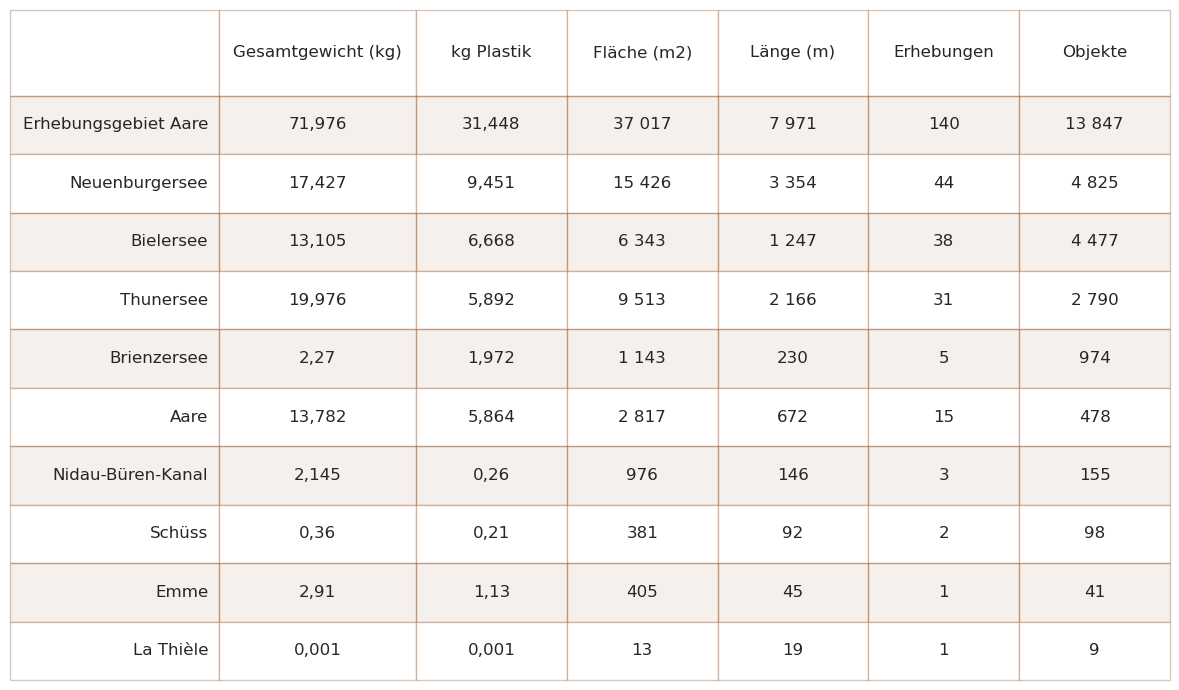 Gesamtgewicht (kg) kg Plastik Fläche (m2) Länge (m) Erhebungen Objekte
Erhebungsgebiet Aare 71,976 31,448 37 017 7 971 140 13 847
Neuenburgersee 17,427 9,451 15 426 3 354 44 4 825
Bielersee 13,105 6,668 6 343 1 247 38 4 477
Thunersee 19,976 5,892 9 513 2 166 31 2 790
Brienzersee 2,27 1,972 1 143 230 5 974
Aare 13,782 5,864 2 817 672 15 478
Nidau-Büren-Kanal 2,145 0,26 976 146 3 155
Schüss 0,36 0,21 381 92 2 98
Emme 2,91 1,13 405 45 1 41
La Thièle 0,001 0,001 13 19 1 9